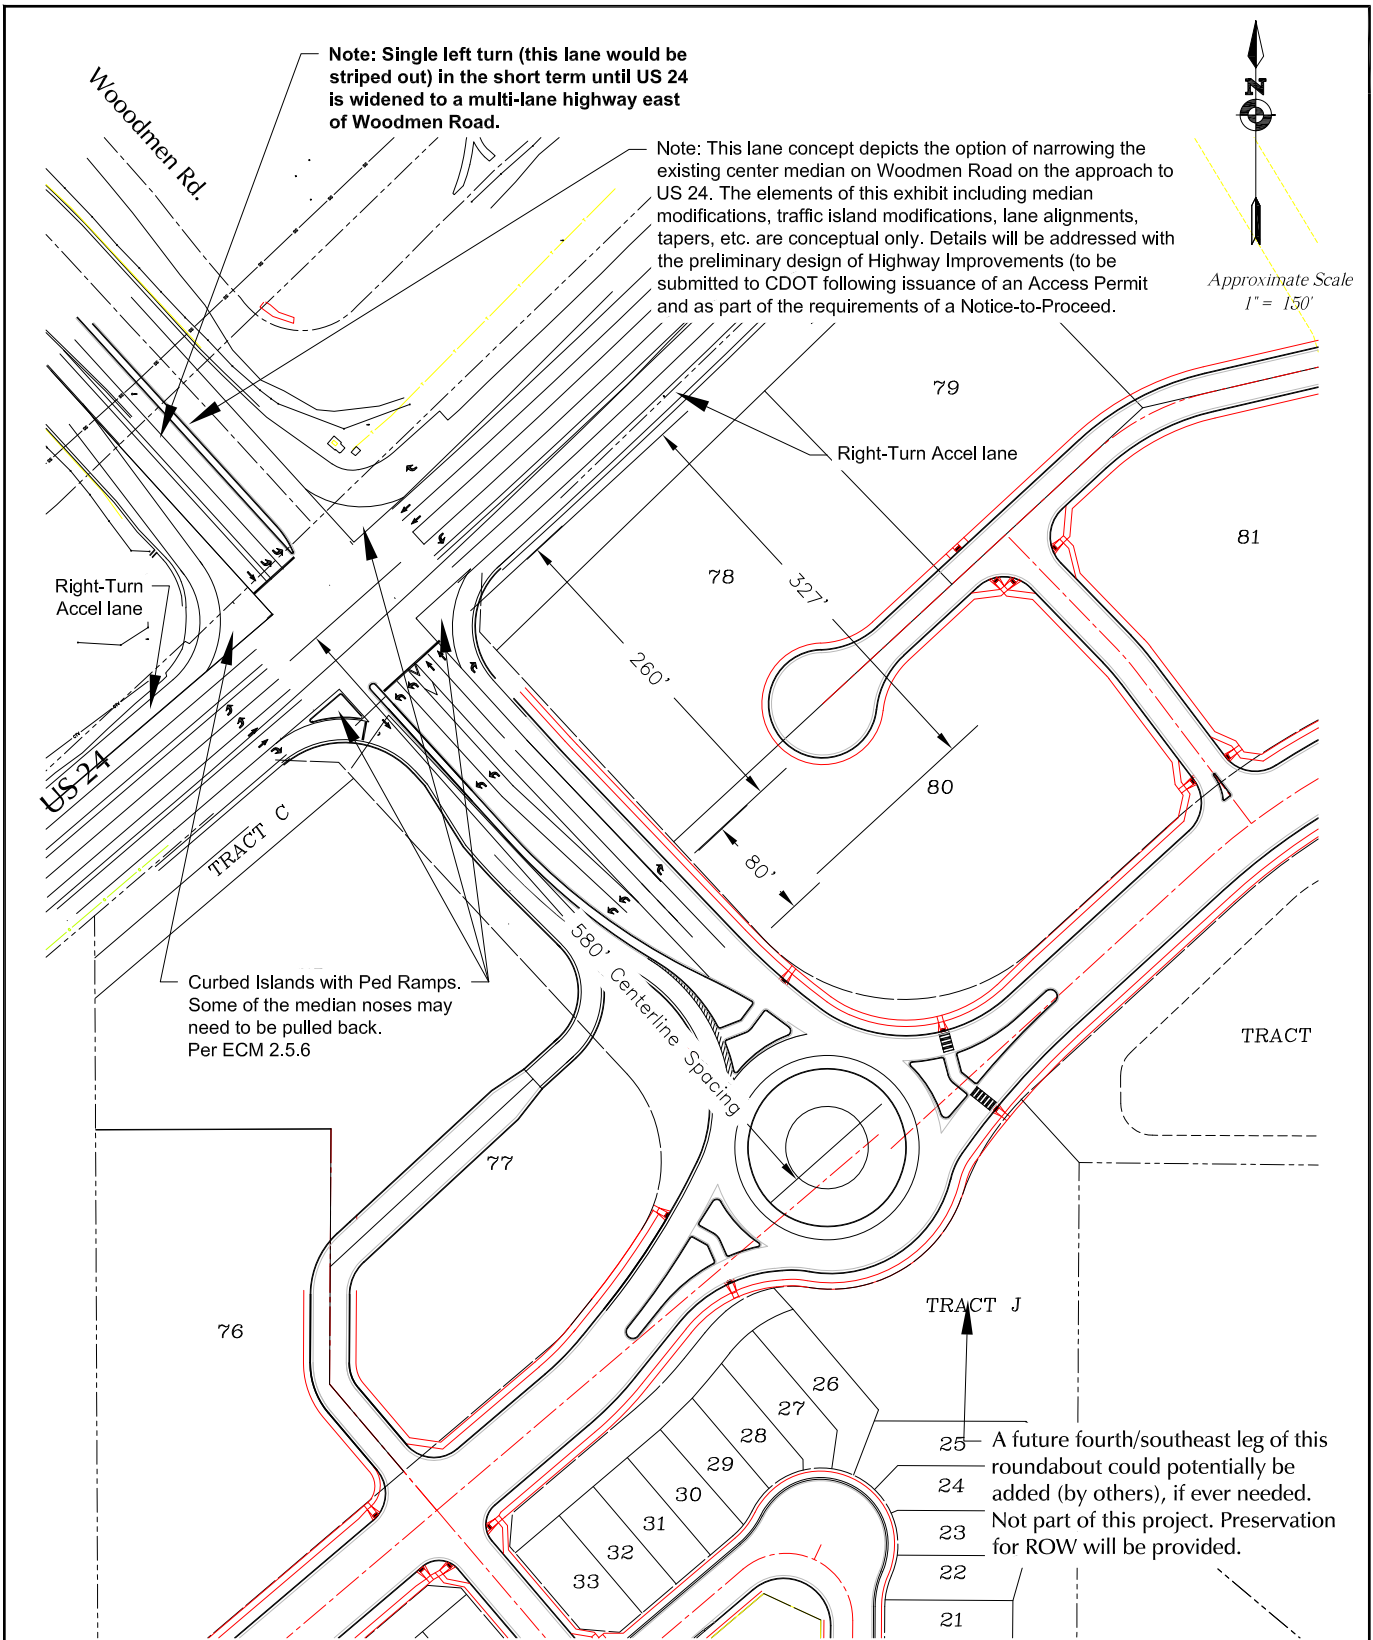 Note: Single left turn (this lane would be
striped out) in the short term until US 24
is widened to a multi-lane highway east
of Woodmen Road.
Wooodmen Rd.
N
Note: This lane concept depicts the option of narrowing the
existing center median on Woodmen Road on the approach to
US 24. The elements of this exhibit including median
modifications, traffic island modifications, lane alignments,
tapers, etc. are conceptual only. Details will be addressed with
the preliminary design of Highway Improvements (to be
submitted to CDOT following issuance of an Access Permit
and as part of the requirements of a Notice-to-Proceed.
Approximate Scale
1" = 150'
79
Right-Turn Accel lane
81
78
327'
Right-Turn
Accel lane
260'
US 24
80
TRACT C
80'
580' Centerline Spacing
Curbed Islands with Ped Ramps.
Some of the median noses may
need to be pulled back.
Per ECM 2.5.6
TRACT
77
TRACT J
76
26
27
28
29
30
31
32
33
25
24
23
22
21
A future fourth/southeast leg of this
roundabout could potentially be
added (by others), if ever needed.
Not part of this project. Preservation
for ROW will be provided.